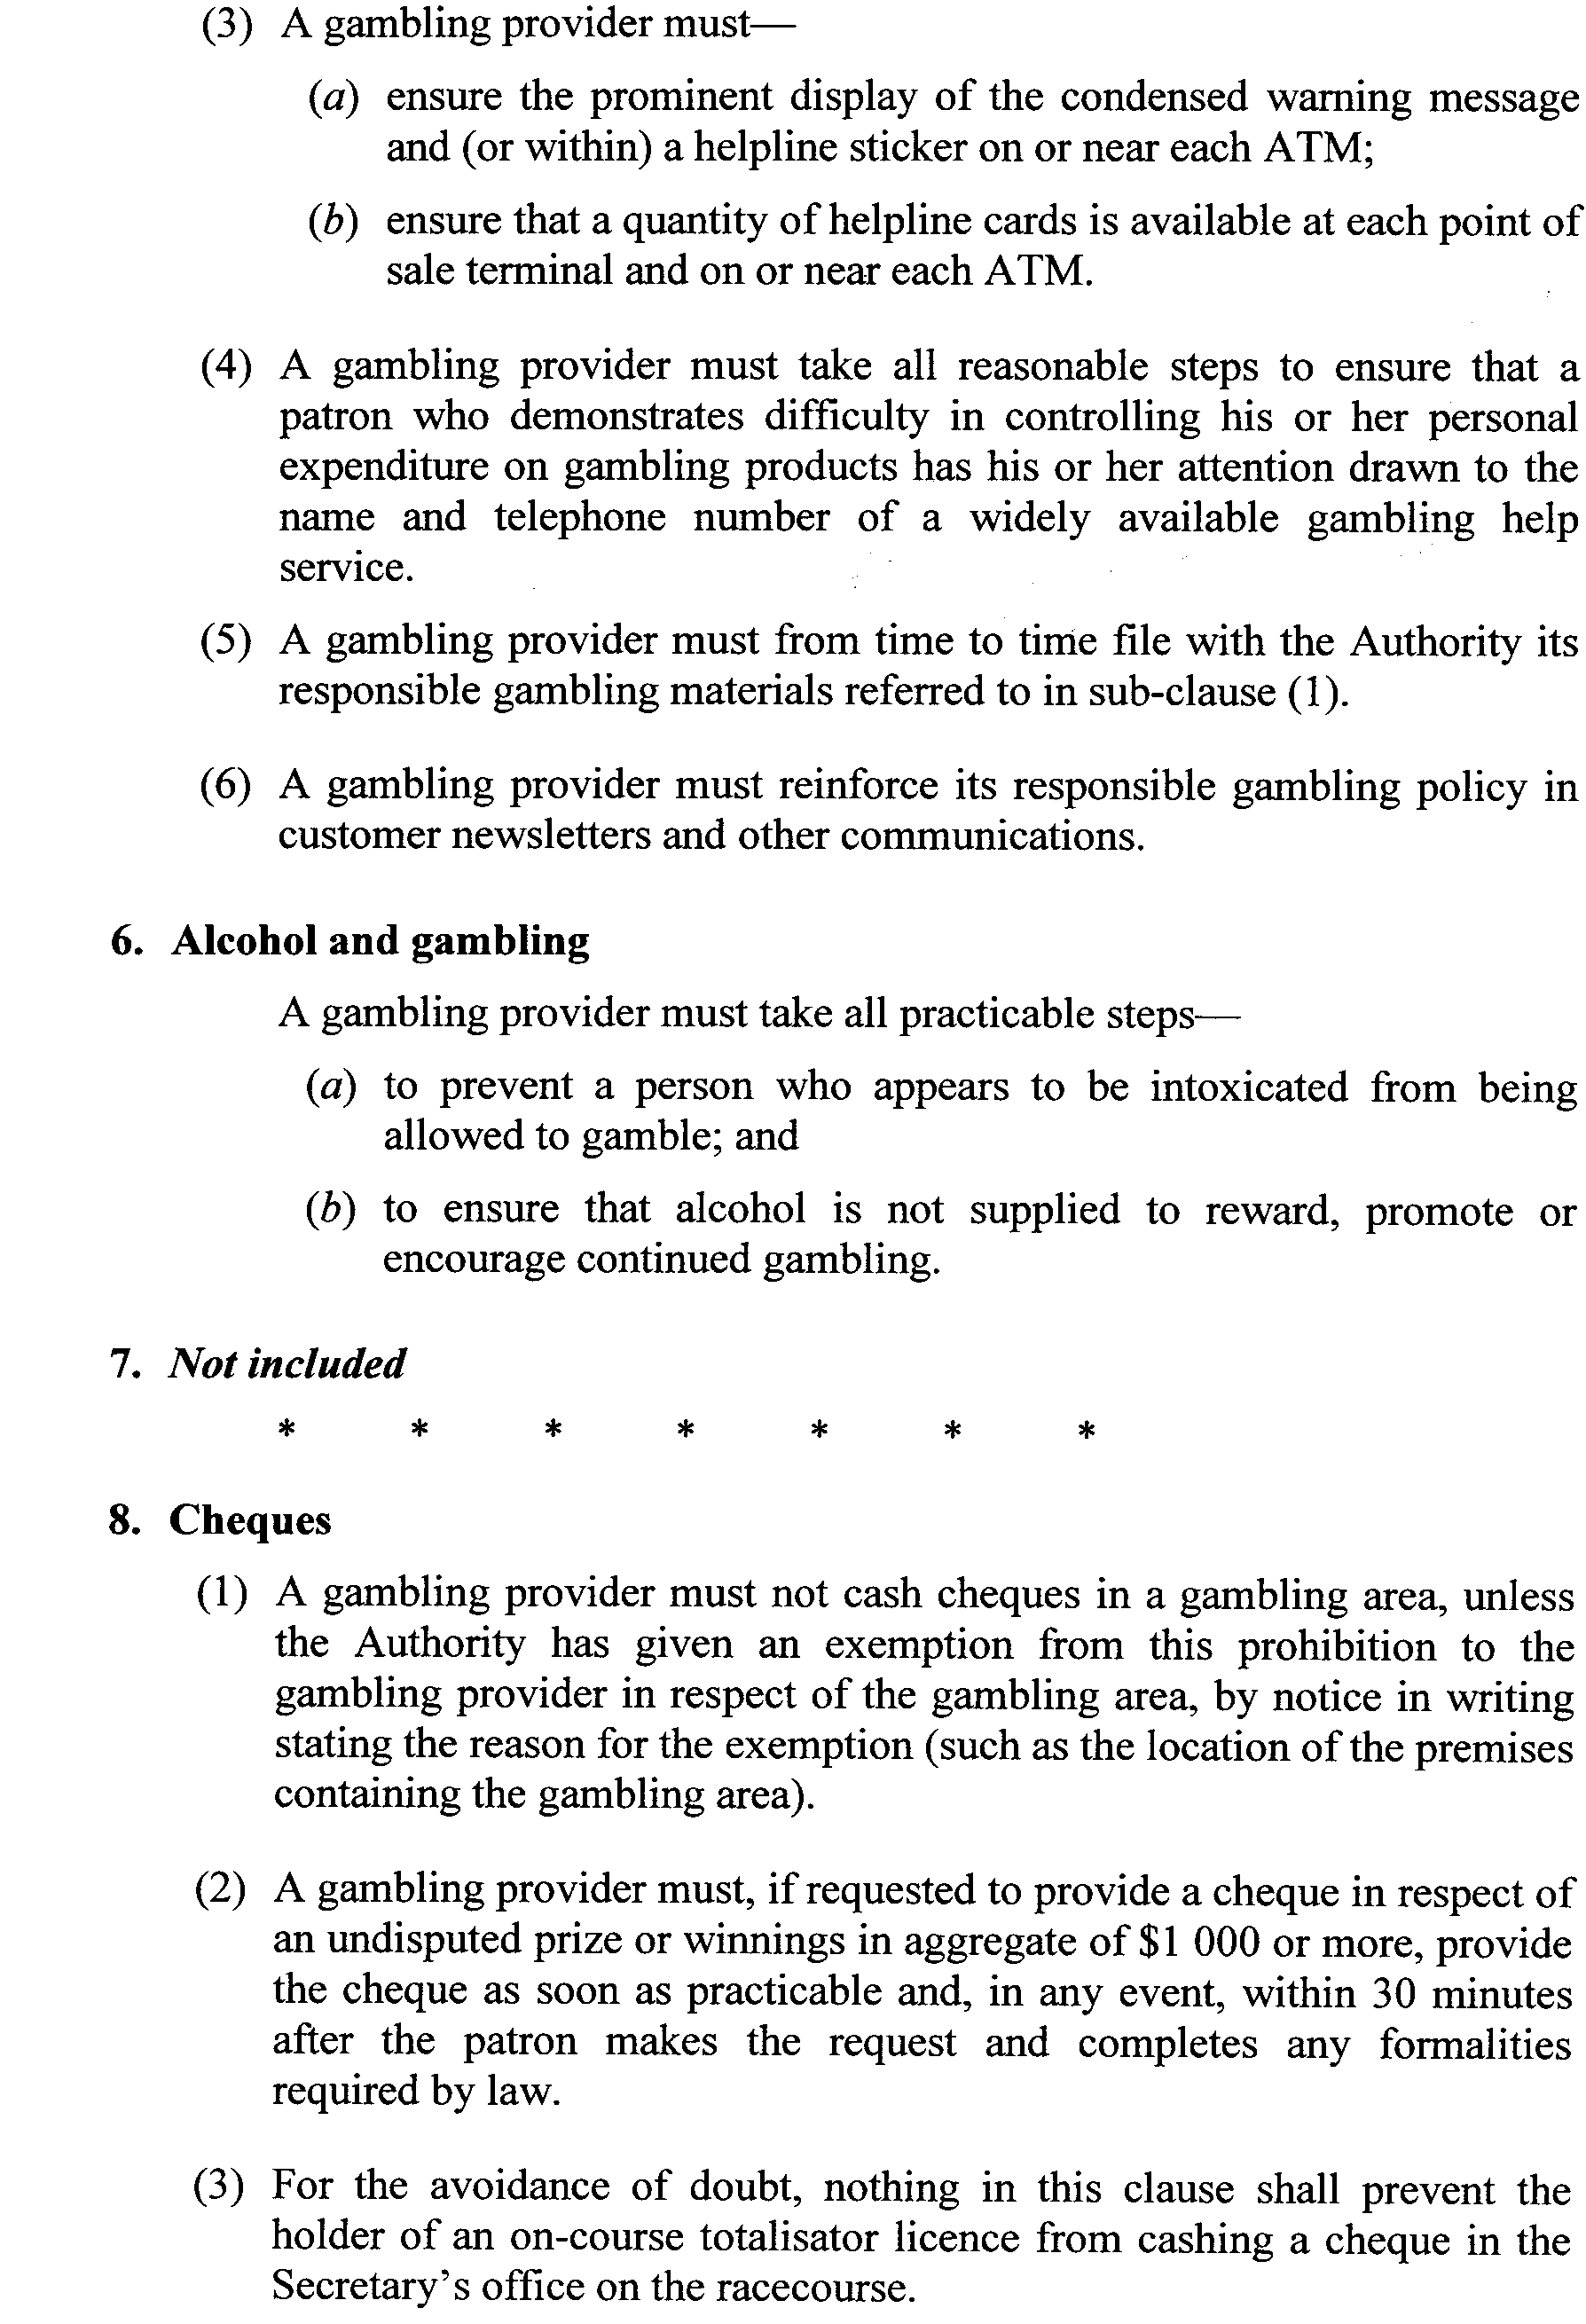 (3) A gambling provider must—
(a) ensure the prominent display of the condensed warning message
and (or within) a helpline sticker on or near each ATM;
(b) ensure that a quantity of helpline cards is available at each point of
sale terminal and on or near each ATM.
(4) A gambling provider must take all reasonable steps to ensure that a
patron who demonstrates difficulty in controlling his or her personal
expenditure on gambling products has his or her attention drawn to the
name and telephone number of a widely available gambling help
service.
(5) A gambling provider must from time to time file with the Authority its
responsible gambling materials referred to in sub-clause (1).
(6) A gambling provider must reinforce its responsible gambling policy in
customer newsletters and other communications.
6. Alcohol and gambling
A gambling provider must take all practicable steps—
(a) to prevent a person who appears to be intoxicated from being
allowed to gamble; and
(b) to ensure that alcohol is not supplied to reward, promote or
encourage continued gambling.
7. Not included
* * * * * * *
8. Cheques
(1) A gambling provider must not cash cheques in a gambling area, unless
the Authority has given an exemption from this prohibition to the
gambling provider in respect of the gambling area, by notice in writing
stating the reason for the exemption (such as the location of the premises
containing the gambling area).
(2) A gambling provider must, if requested to provide a cheque in respect of
an undisputed prize or winnings in aggregate of $1 000 or more, provide
the cheque as soon as practicable and, in any event, within 30 minutes
after the patron makes the request and completes any formalities
required by law.
(3) For the avoidance of doubt, nothing in this clause shall prevent the
holder of an on-course totalisator licence from cashing a cheque in the
Secretary's office on the racecourse.